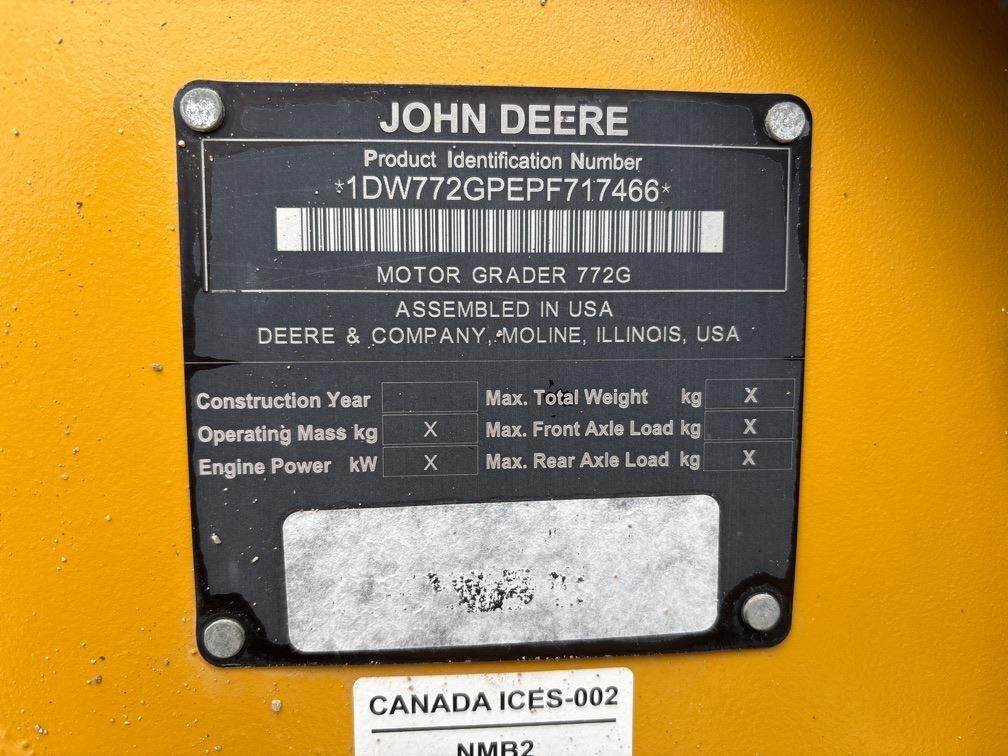 JOHN DEERE
Product Identification Number
*1DW772GPEPF717466*
MOTOR GRADER 772G
ASSEMBLED IN USA
DEERE & COMPANY, MOLINE, ILLINOIS, USA
Construction Year
Max. Total Weight kg X
Operating Mass kg X
Max. Front Axle Load kg X
Engine Power kW X
Max. Rear Axle Load kg X
CANADA ICES-002
NMB2